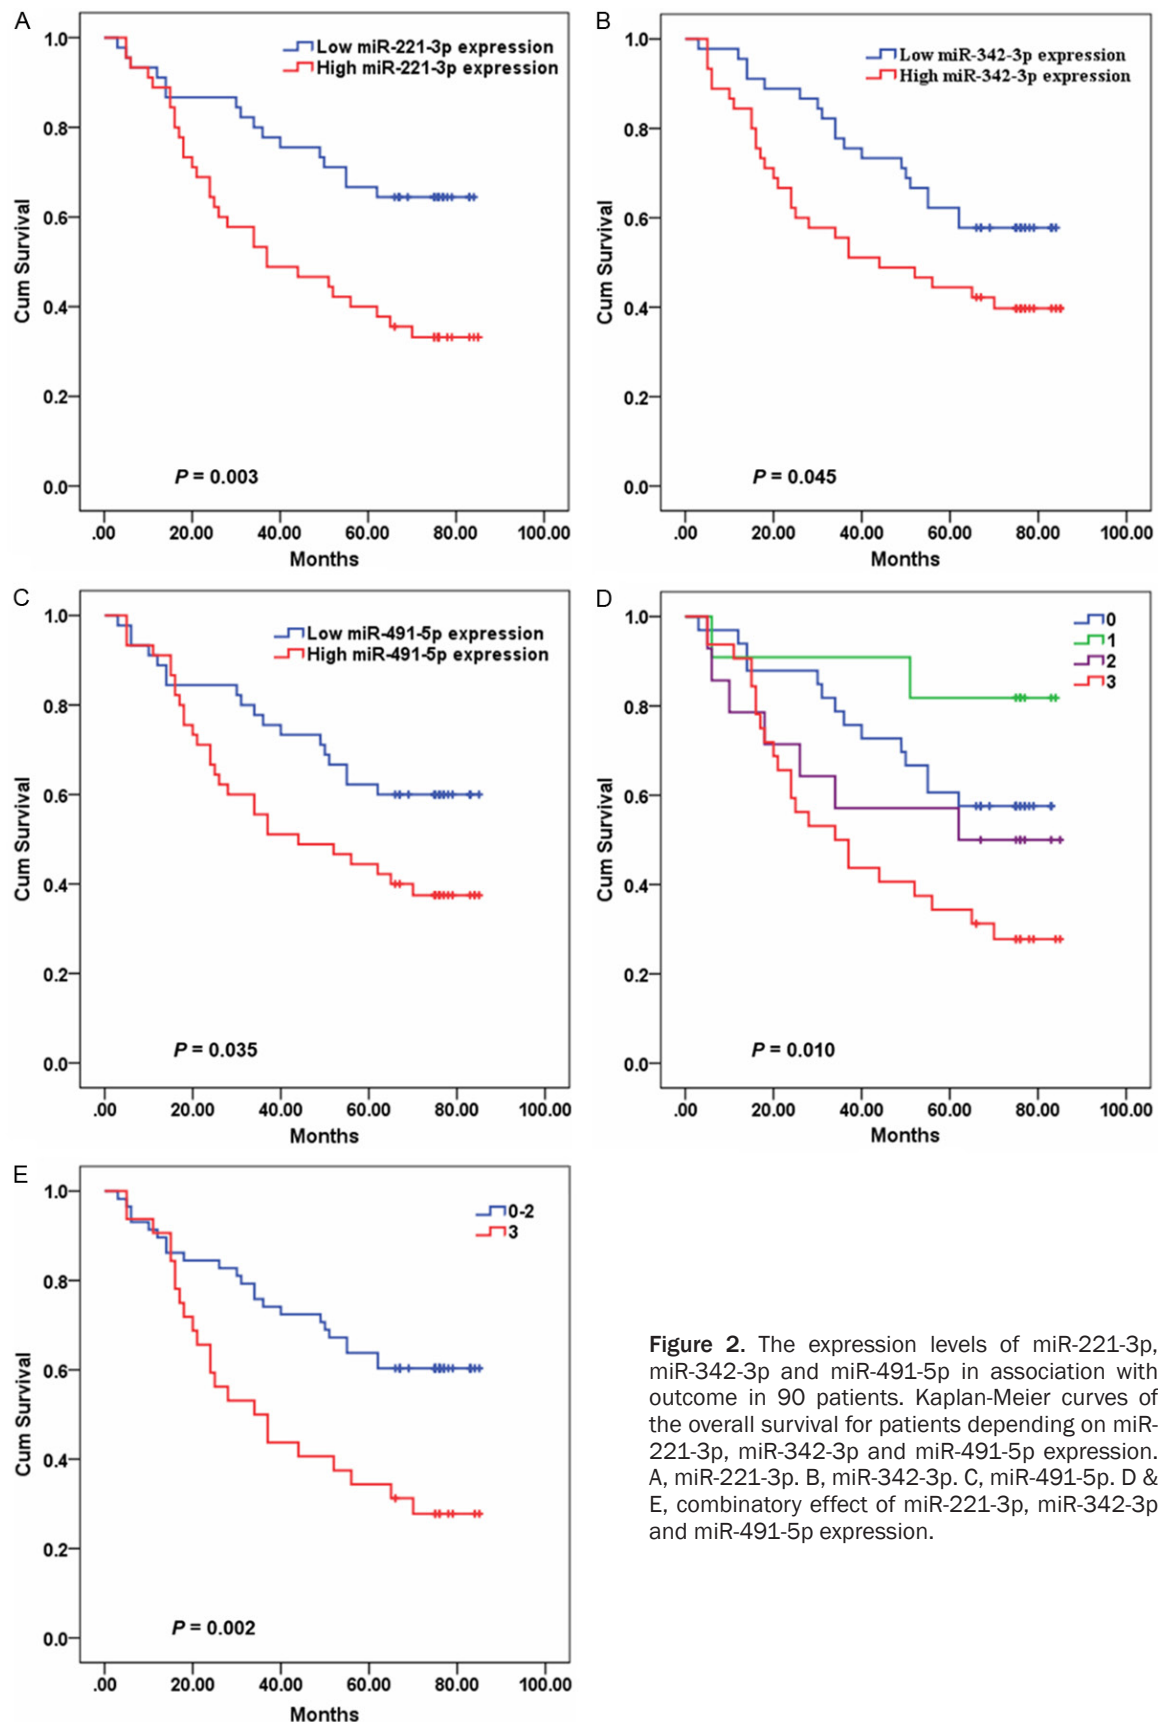 A
1.0
0.8
0.6
0.4
0.2
0.0
Cum Survival
Low miR-221-3p expression
High miR-221-3p expression
P = 0.003
.00 20.00 40.00 60.00 80.00 100.00
Months
B
1.0
0.8
0.6
0.4
0.2
0.0
Cum Survival
Low miR-342-3p expression
High miR-342-3p expression
P = 0.045
.00 20.00 40.00 60.00 80.00 100.00
Months
C
1.0
0.8
0.6
0.4
0.2
0.0
Cum Survival
Low miR-491-5p expression
High miR-491-5p expression
P = 0.035
.00 20.00 40.00 60.00 80.00 100.00
Months
D
1.0
0.8
0.6
0.4
0.2
0.0
Cum Survival
0
1
2
3
P = 0.010
.00 20.00 40.00 60.00 80.00 100.00
Months
E
1.0
0.8
0.6
0.4
0.2
0.0
Cum Survival
0-2
3
P = 0.002
.00 20.00 40.00 60.00 80.00 100.00
Months
Figure 2. The expression levels of miR-221-3p,
miR-342-3p and miR-491-5p in association with
outcome in 90 patients. Kaplan-Meier curves of
the overall survival for patients depending on miR-
221-3p, miR-342-3p and miR-491-5p expression.
A, miR-221-3p. B, miR-342-3p. C, miR-491-5p. D &
E, combinatory effect of miR-221-3p, miR-342-3p
and miR-491-5p expression.